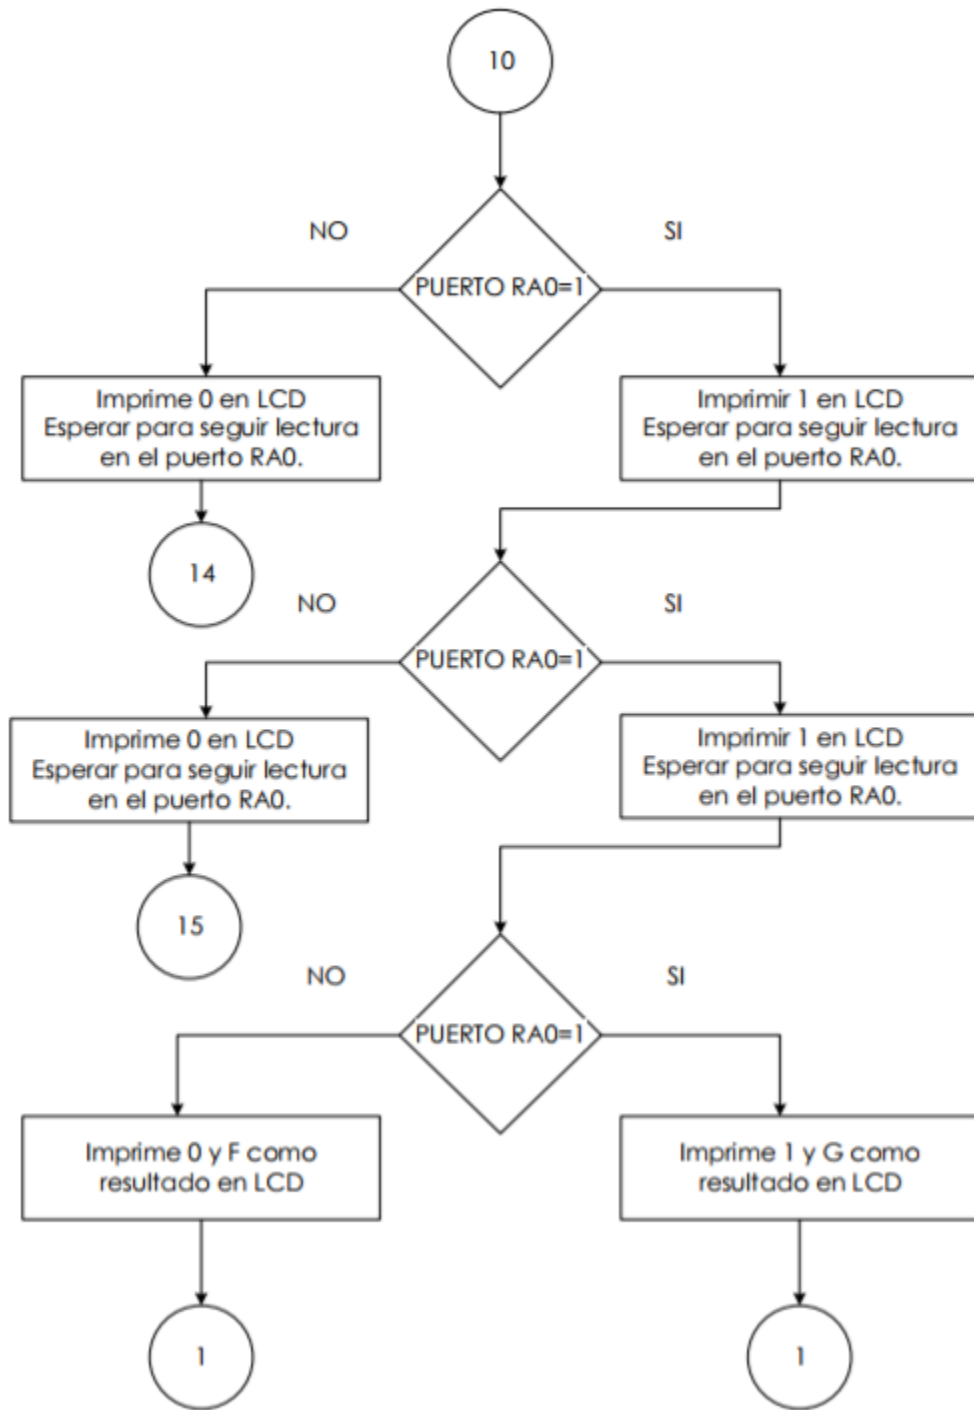 10
NO
SI
PUERTO RA0=1
Imprime 0 en LCD
Esperar para seguir lectura
en el puerto RA0.
Imprimir 1 en LCD
Esperar para seguir lectura
en el puerto RA0.
14
NO
SI
PUERTO RA0=1
Imprime 0 en LCD
Esperar para seguir lectura
en el puerto RA0.
Imprimir 1 en LCD
Esperar para seguir lectura
en el puerto RA0.
15
NO
SI
PUERTO RA0=1
Imprime 0 y F como
resultado en LCD
Imprime 1 y G como
resultado en LCD
1
1